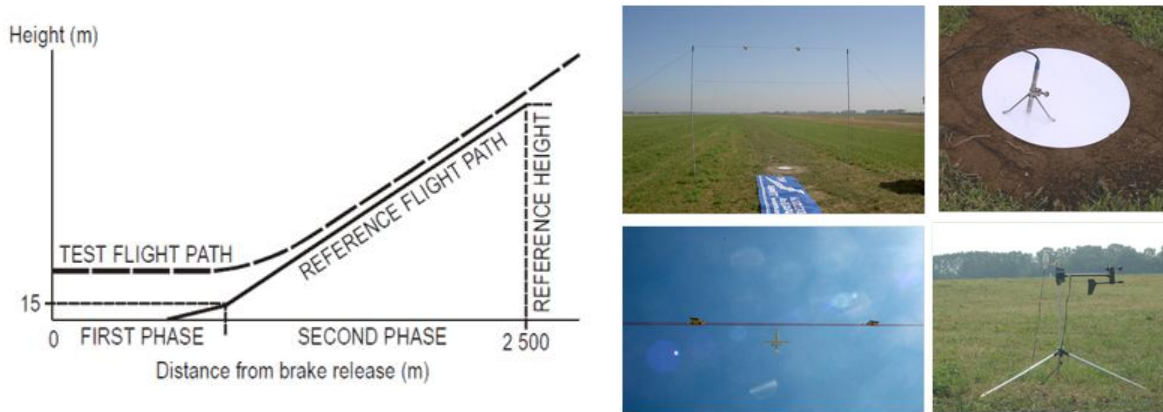 Height (m)
TEST FLIGHT PATH
REFERENCE FLIGHT PATH
REFERENCE HEIGHT
15
FIRST PHASE
SECOND PHASE
0
2 500
Distance from brake release (m)